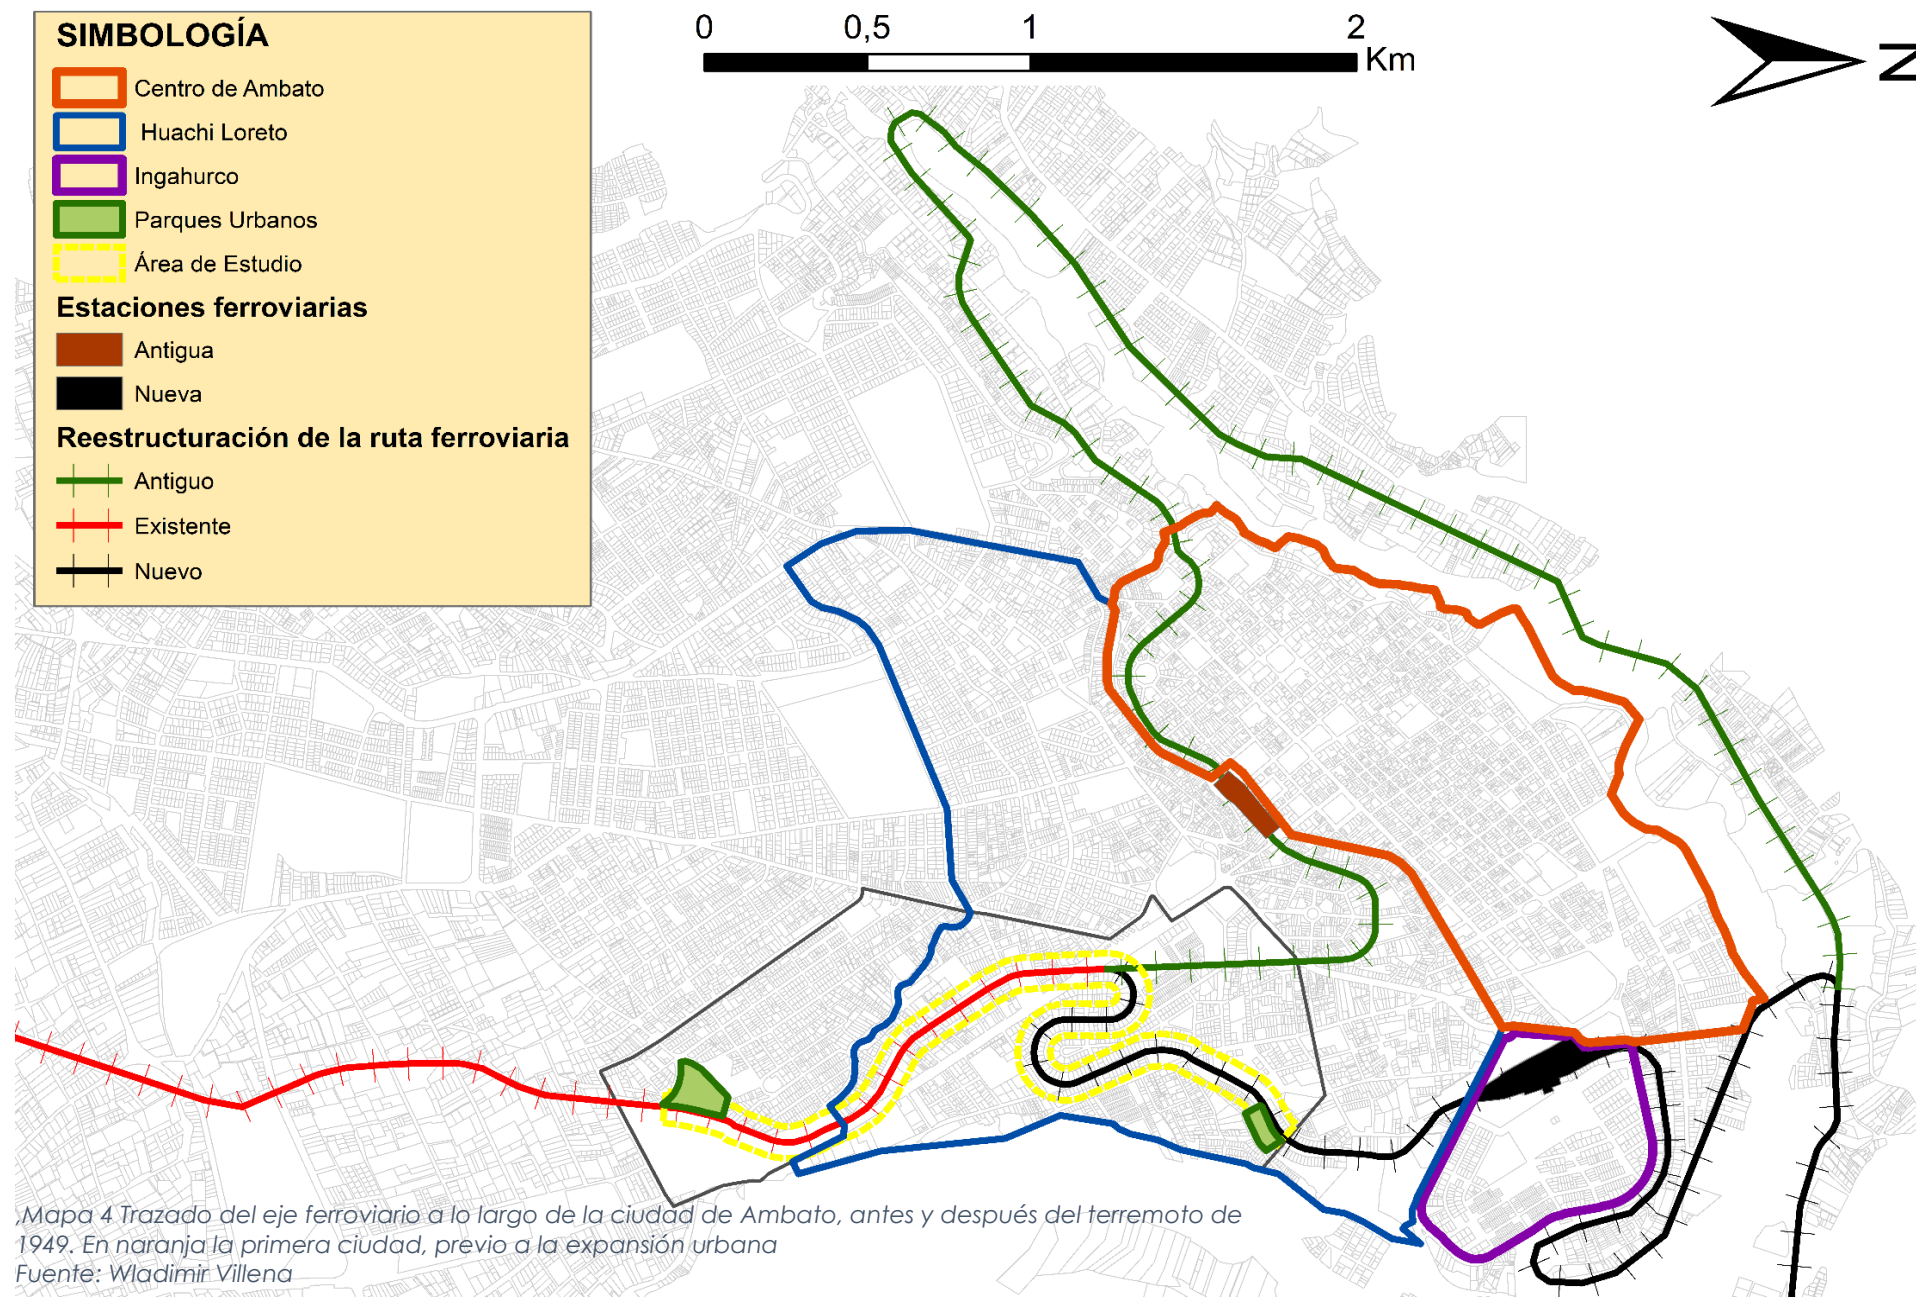 SIMBOLOGÍA
Centro de Ambato
Huachi Loreto
Ingahurco
Parques Urbanos
Área de Estudio
Estaciones ferroviarias
Antigua
Nueva
Reestructuración de la ruta ferroviaria
Antiguo
Existente
Nuevo
0 0,5 1 2
Km
N
,Mapa 4 Trazado del eje ferroviario a lo largo de la ciudad de Ambato, antes y después del terremoto de
1949. En naranja la primera ciudad, previo a la expansión urbana
Fuente: Wladimir Villena